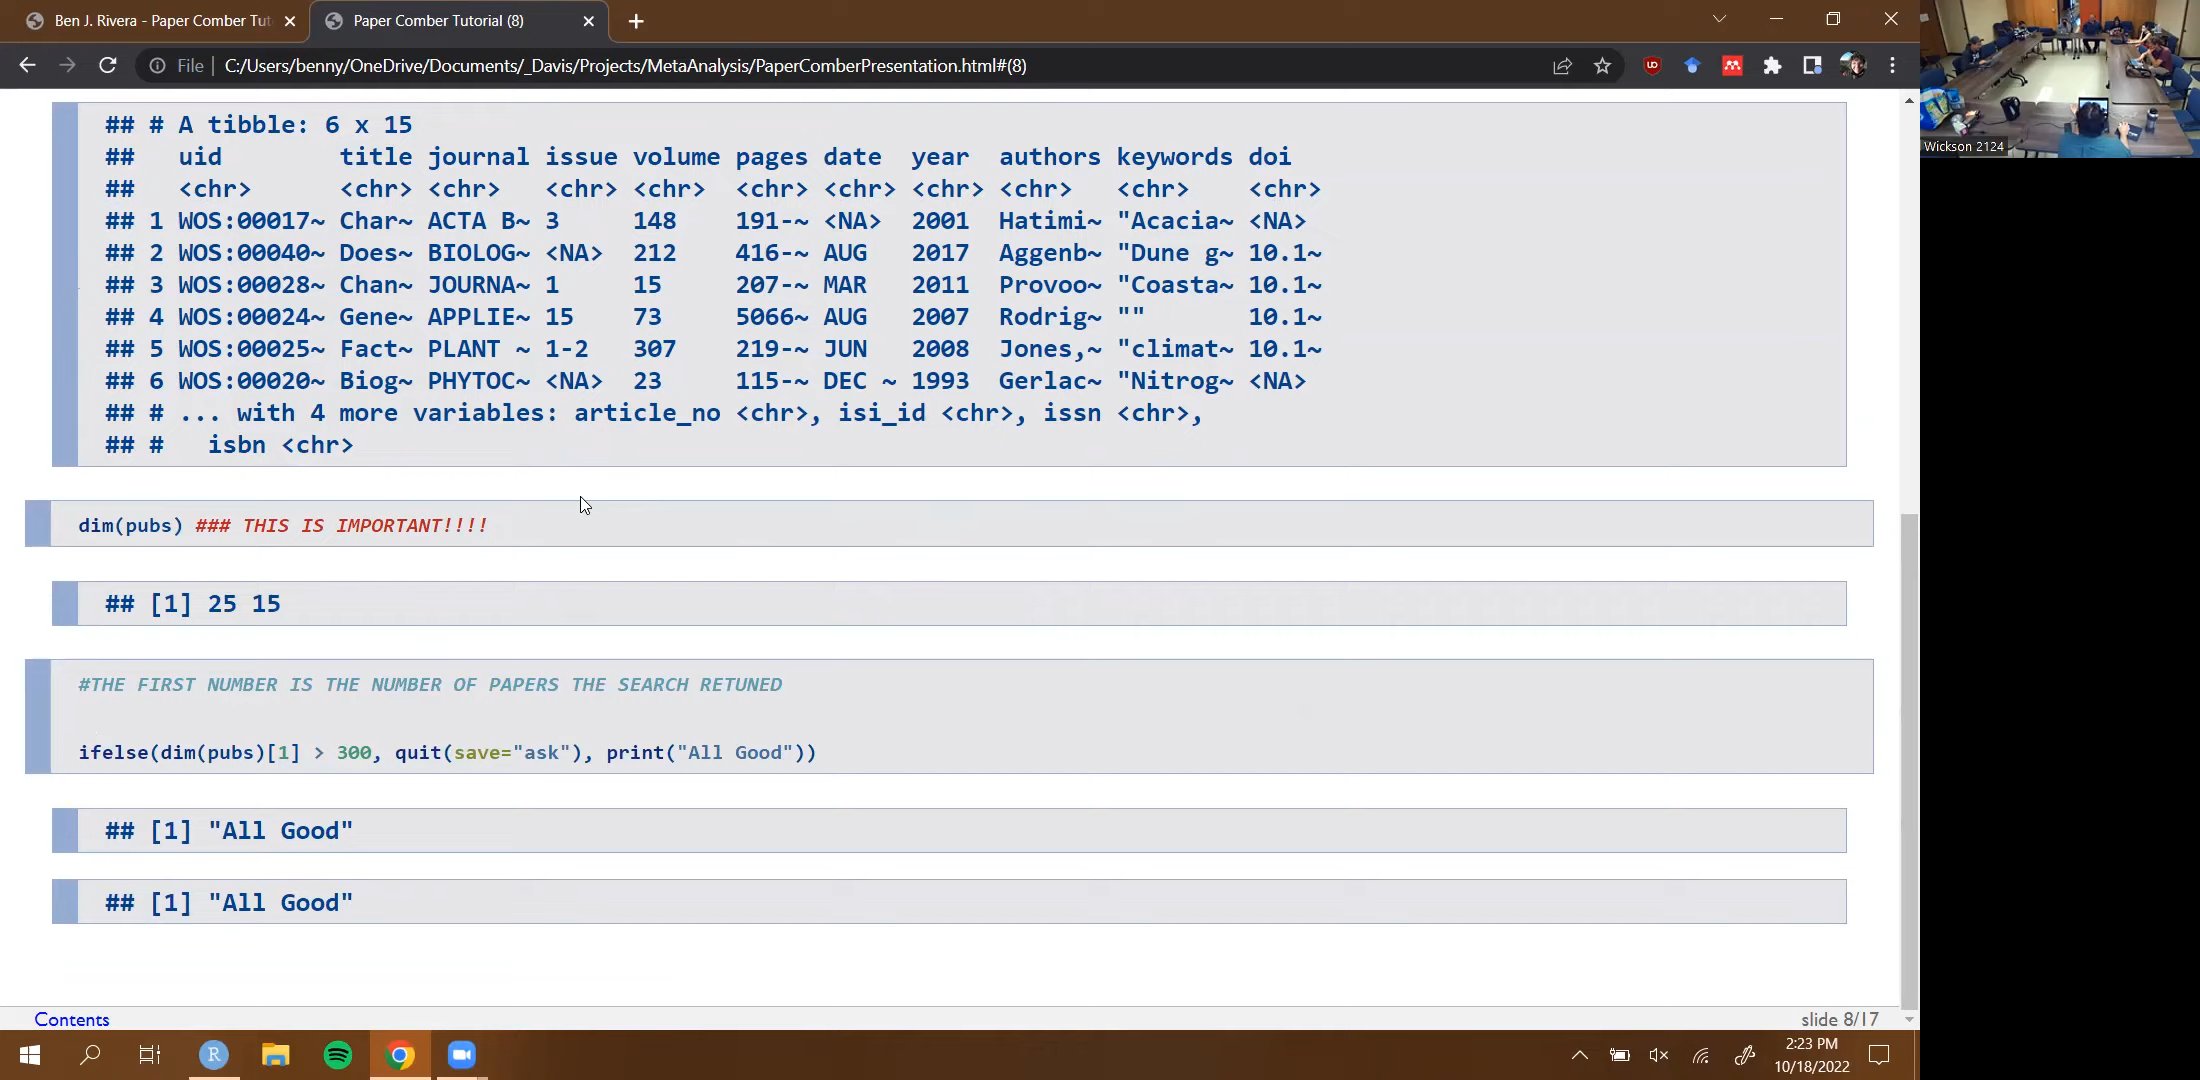 Ben J. Rivera - Paper Comber Tut
Paper Comber Tutorial (8)
File
C:/Users/benny/OneDrive/Documents/_Davis/Projects/MetaAnalysis/PaperComberPresentation.html#(8)
Wickson 2124
## # A tibble: 6 x 15
##   uid        title journal issue volume pages date  year  authors keywords doi
##   <chr>      <chr> <chr>   <chr> <chr>  <chr> <chr> <chr> <chr>   <chr>    <chr>
## 1 WOS:00017~ Char~ ACTA B~ 3     148    191-~ <NA>  2001  Hatimi~ "Acacia~ <NA>
## 2 WOS:00040~ Does~ BIOLOG~ <NA>  212    416-~ AUG   2017  Aggenb~ "Dune g~ 10.1~
## 3 WOS:00028~ Chan~ JOURNA~ 1     15     207-~ MAR   2011  Provoo~ "Coasta~ 10.1~
## 4 WOS:00024~ Gene~ APPLIE~ 15    73     5066~ AUG   2007  Rodrig~ ""       10.1~
## 5 WOS:00025~ Fact~ PLANT ~ 1-2   307    219-~ JUN   2008  Jones,~ "climat~ 10.1~
## 6 WOS:00020~ Biog~ PHYTOC~ <NA>  23     115-~ DEC ~ 1993  Gerlac~ "Nitrog~ <NA>
## # ... with 4 more variables: article_no <chr>, isi_id <chr>, issn <chr>,
## #   isbn <chr>
dim(pubs) ### THIS IS IMPORTANT!!!!
## [1] 25 15
#THE FIRST NUMBER IS THE NUMBER OF PAPERS THE SEARCH RETUNED
ifelse(dim(pubs)[1] > 300, quit(save="ask"), print("All Good"))
## [1] "All Good"
## [1] "All Good"
Contents
slide 8/17
2:23 PM
10/18/2022